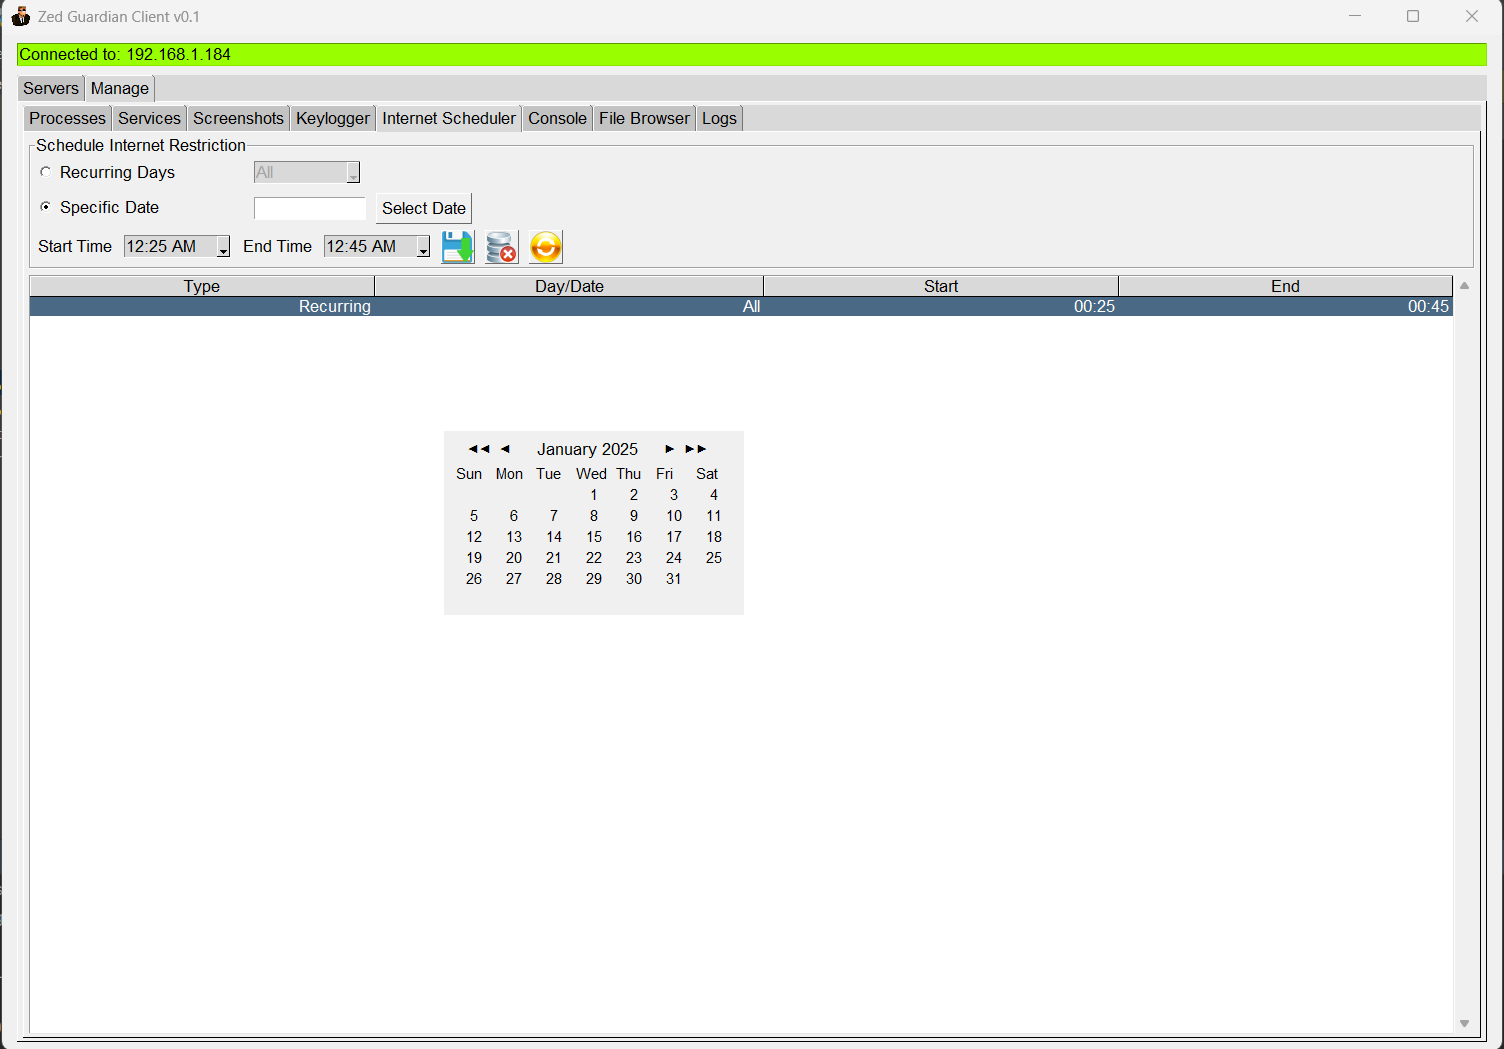 Zed Guardian Client v0.1
Connected to: 192.168.1.184
Servers Manage
Processes Services Screenshots Keylogger Internet Scheduler Console File Browser Logs
Schedule Internet Restriction
Recurring Days All
Specific Date Select Date
Start Time 12:25 AM End Time 12:45 AM
Type Day/Date Start End
Recurring All 00:25 00:45
January 2025
Sun Mon Tue Wed Thu Fri Sat
1 2 3 4
5 6 7 8 9 10 11
12 13 14 15 16 17 18
19 20 21 22 23 24 25
26 27 28 29 30 31